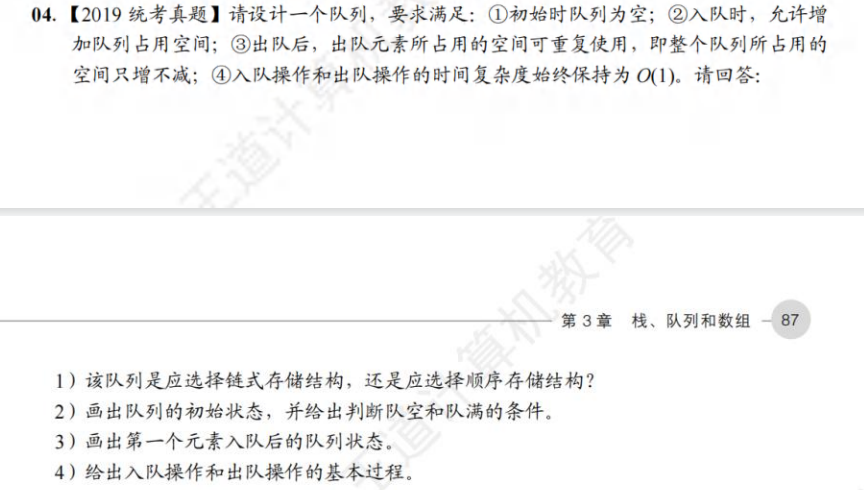 04.【2019 统考真题】请设计一个队列，要求满足：①初始时队列为空；②入队时，允许增
加队列占用空间；③出队后，出队元素所占用的空间可重复使用，即整个队列所占用的
空间只增不减；④入队操作和出队操作的时间复杂度始终保持为 O(1)。请回答：
王道计算机教
王道计算机教育
第 3 章 栈、队列和数组 87
1）该队列是应选择链式存储结构，还是应选择顺序存储结构？
2）画出队列的初始状态，并给出判断队空和队满的条件。
3）画出第一个元素入队后的队列状态。
4）给出入队操作和出队操作的基本过程。